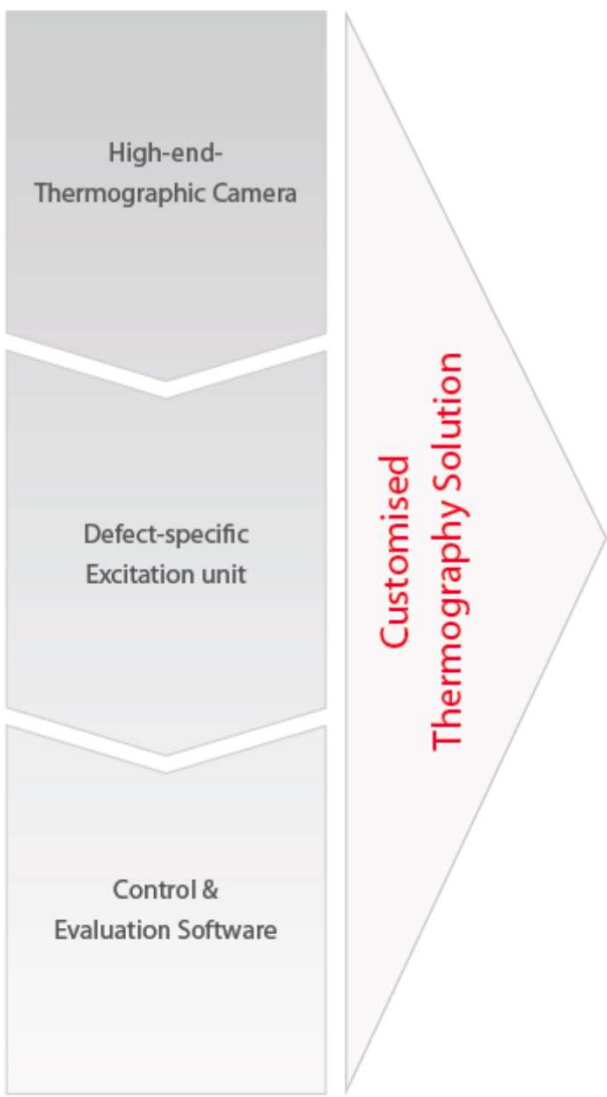 High-end-
Thermographic Camera
Defect-specific
Excitation unit
Control &
Evaluation Software
Customised
Thermography Solution